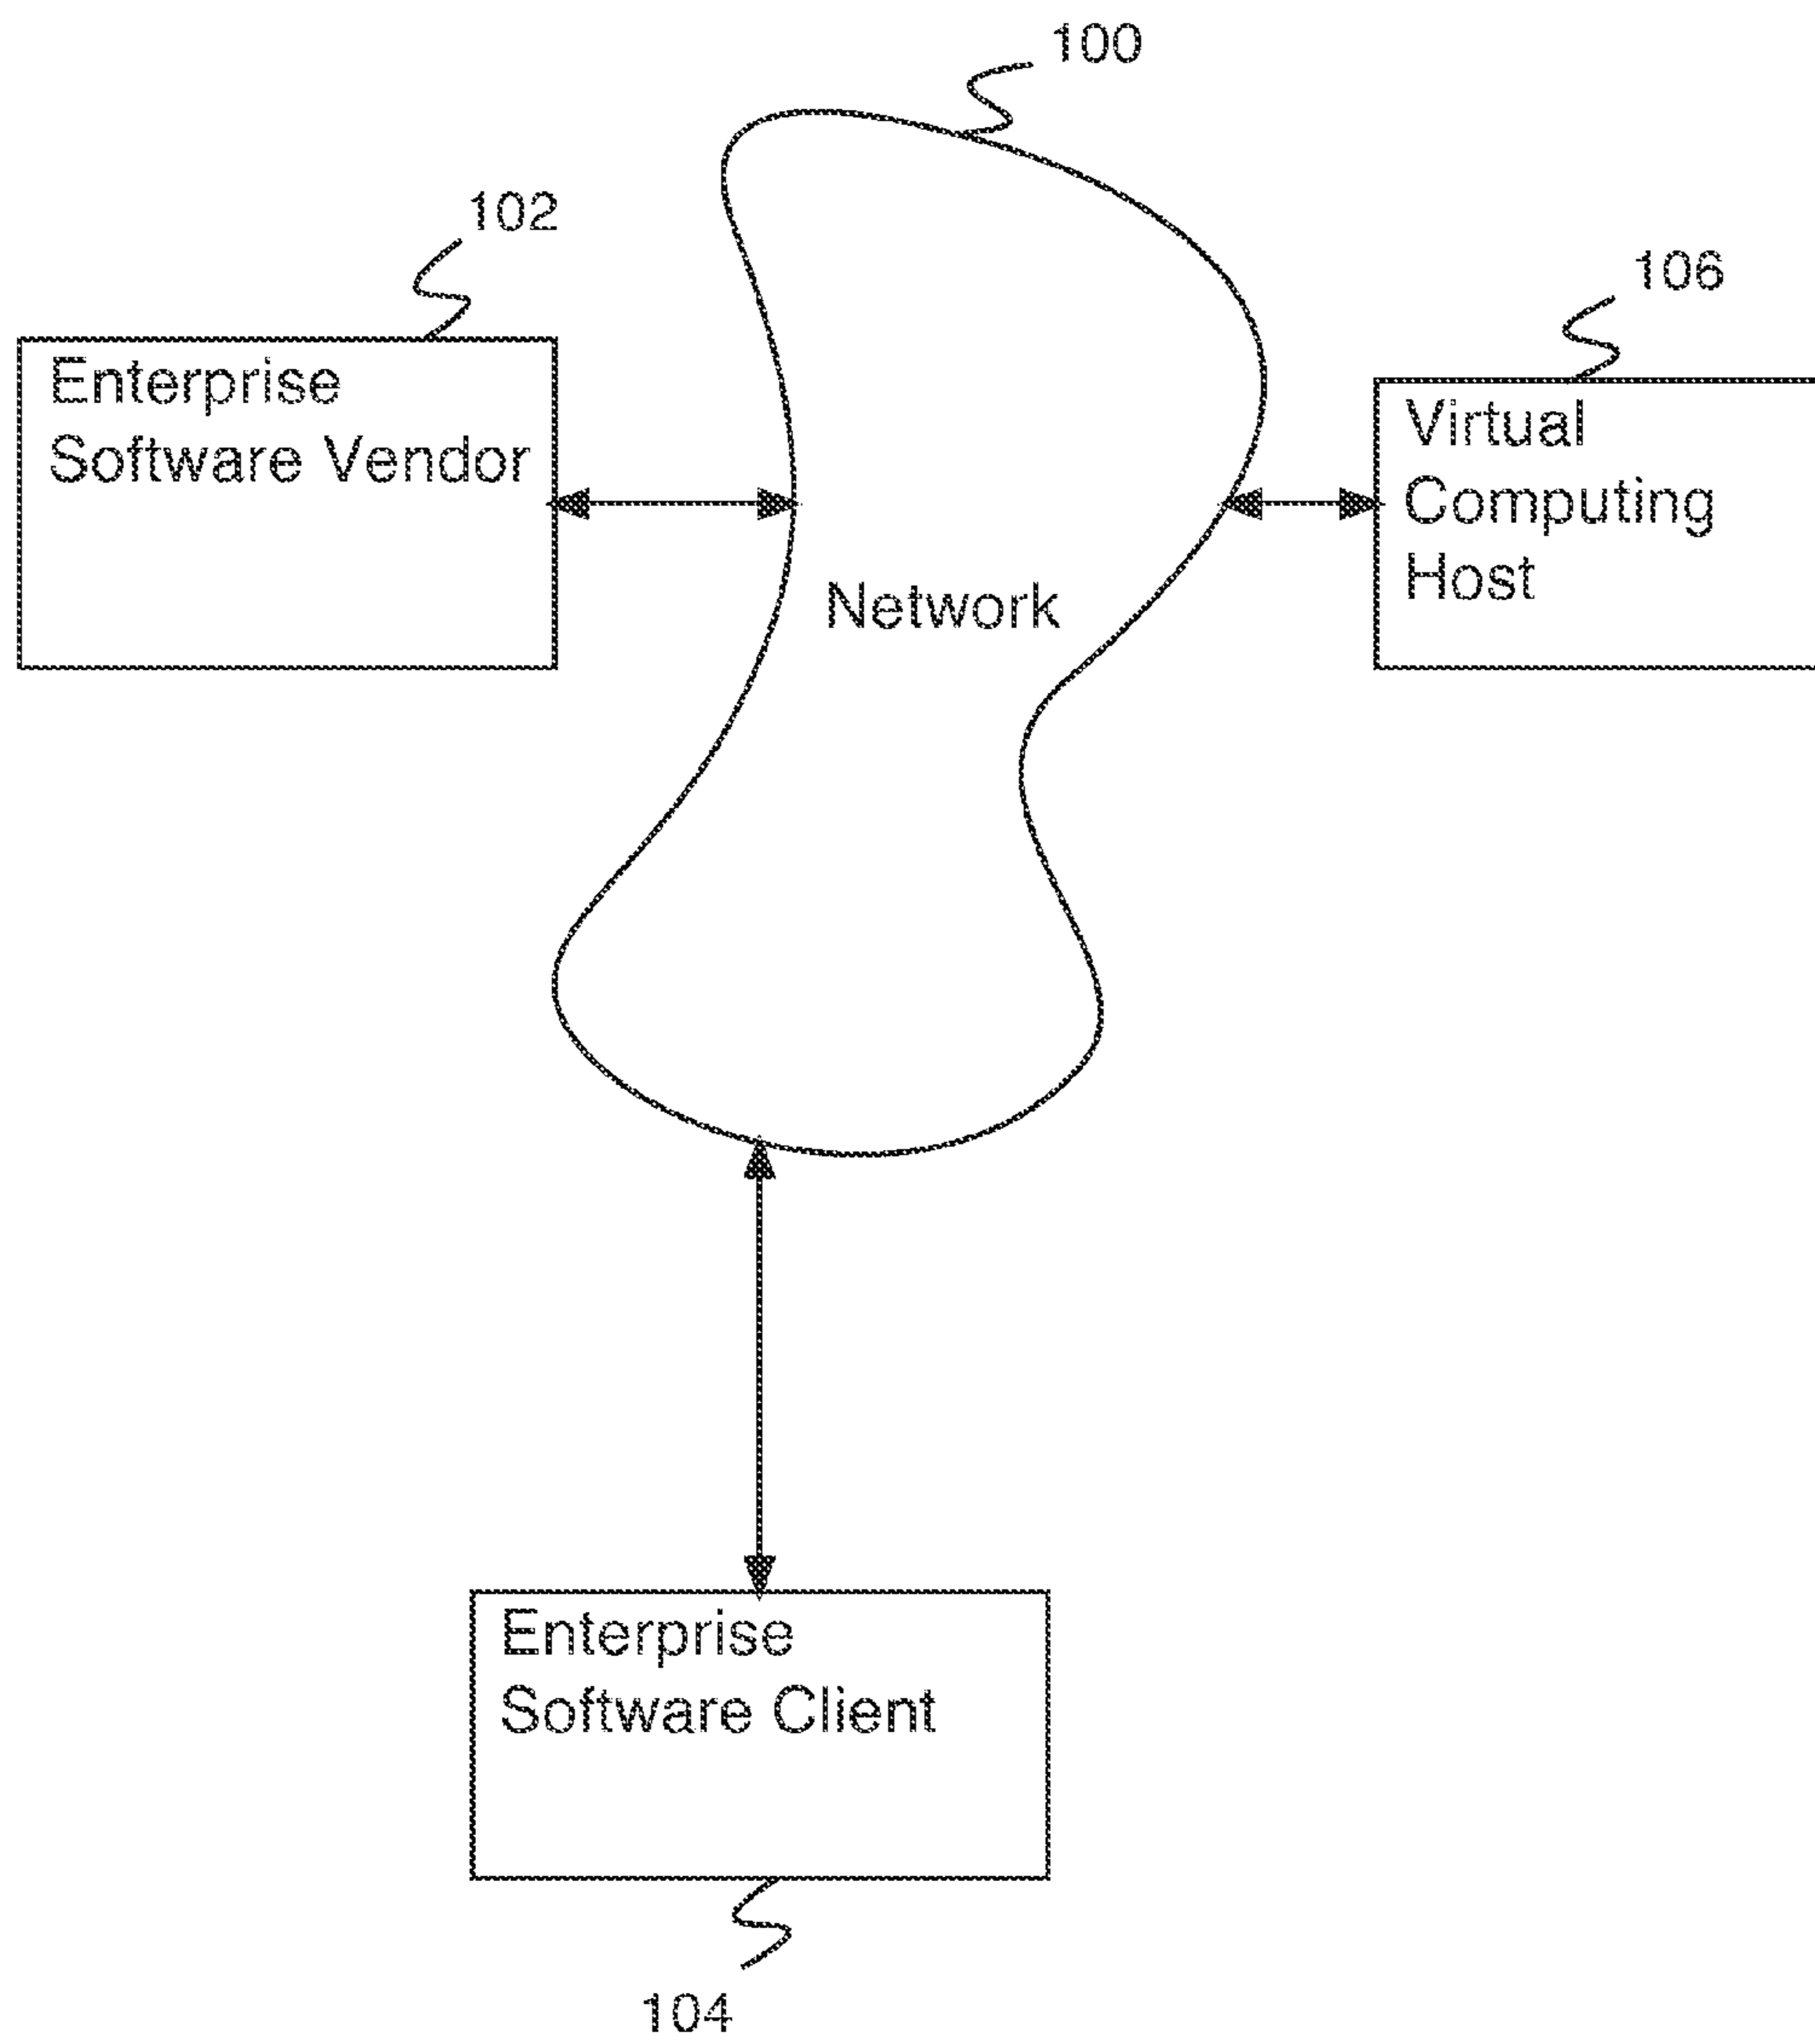 100
102
106
Enterprise
Software Vendor
Virtual
Computing
Host
Network
Enterprise
Software Client
104